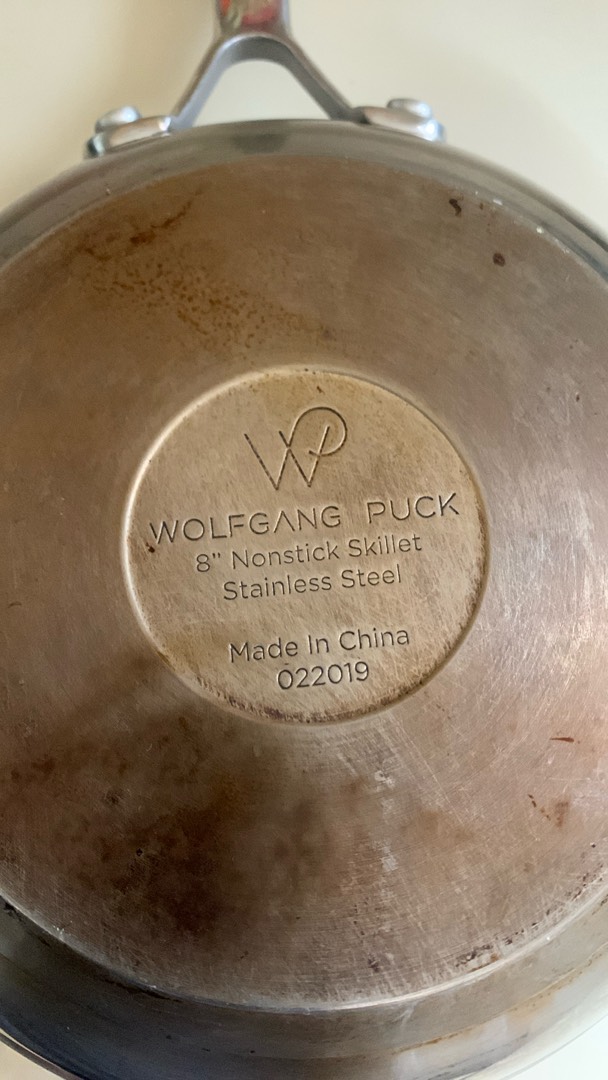 WP
WOLFGANG PUCK
8" Nonstick Skillet
Stainless Steel
Made In China
022019